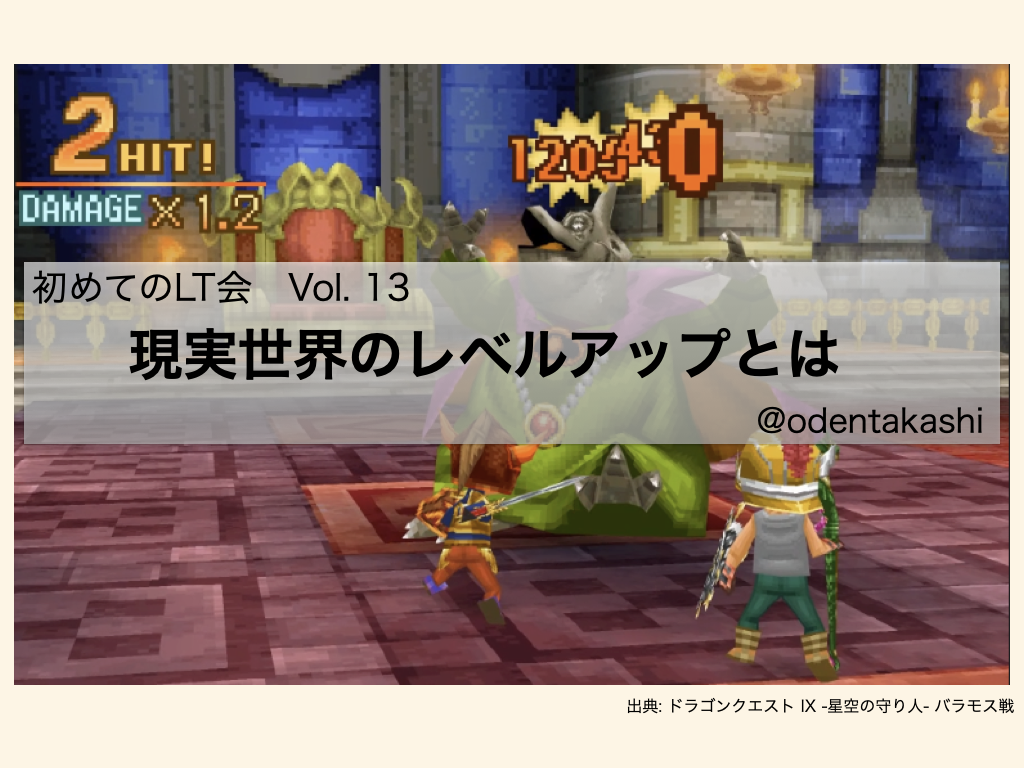 2 HIT!
DAMAGE × 1.2
初めてのLT会　Vol. 13
現実世界のレベルアップとは
@odentakashi
出典: ドラゴンクエスト IX -星空の守り人- バラモス戦